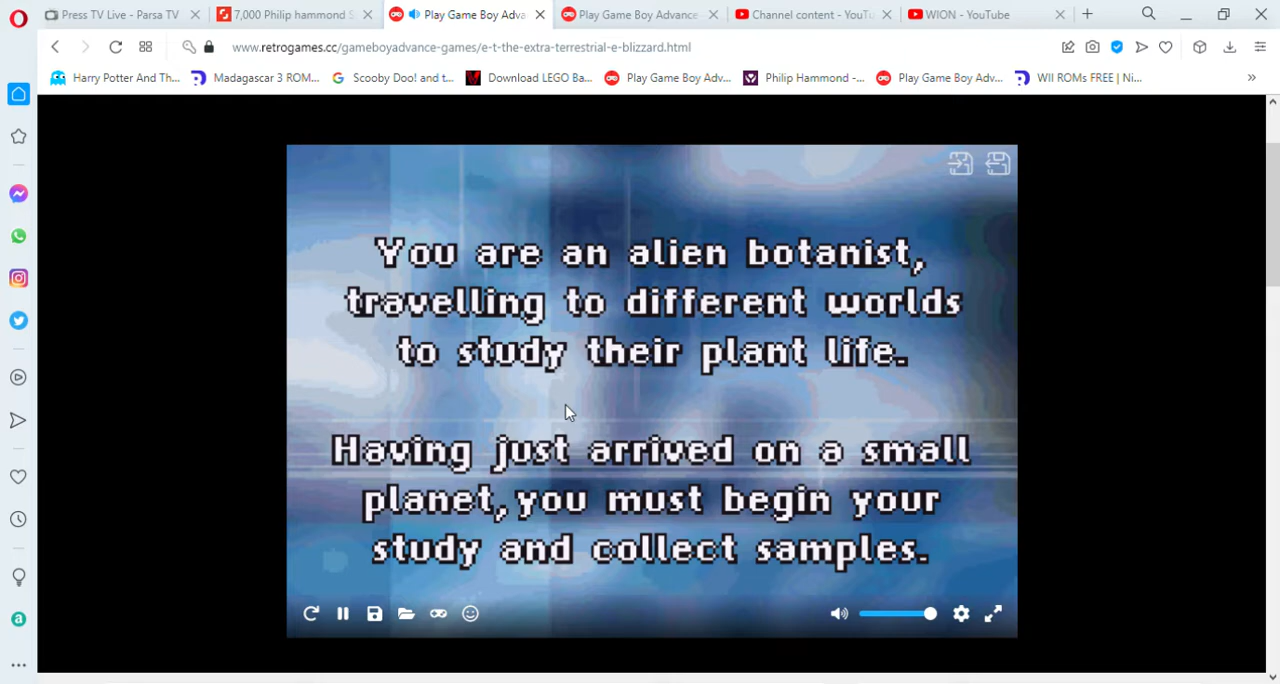 Press TV Live - Parsa TV
7,000 Philip hammond S
Play Game Boy Adva
Play Game Boy Advance
Channel content - YouTu
WION - YouTube
www.retrogames.cc/gameboyadvance-games/e-t-the-extra-terrestrial-e-blizzard.html
Harry Potter And Th...
Madagascar 3 ROM...
Scooby Doo! and t...
Download LEGO Ba...
Play Game Boy Adv...
Philip Hammond -...
Play Game Boy Adv...
WII ROMs FREE | Ni...
You are an alien botanist,
travelling to different worlds
to study their plant life.
Having just arrived on a small
planet,you must begin your
study and collect samples.